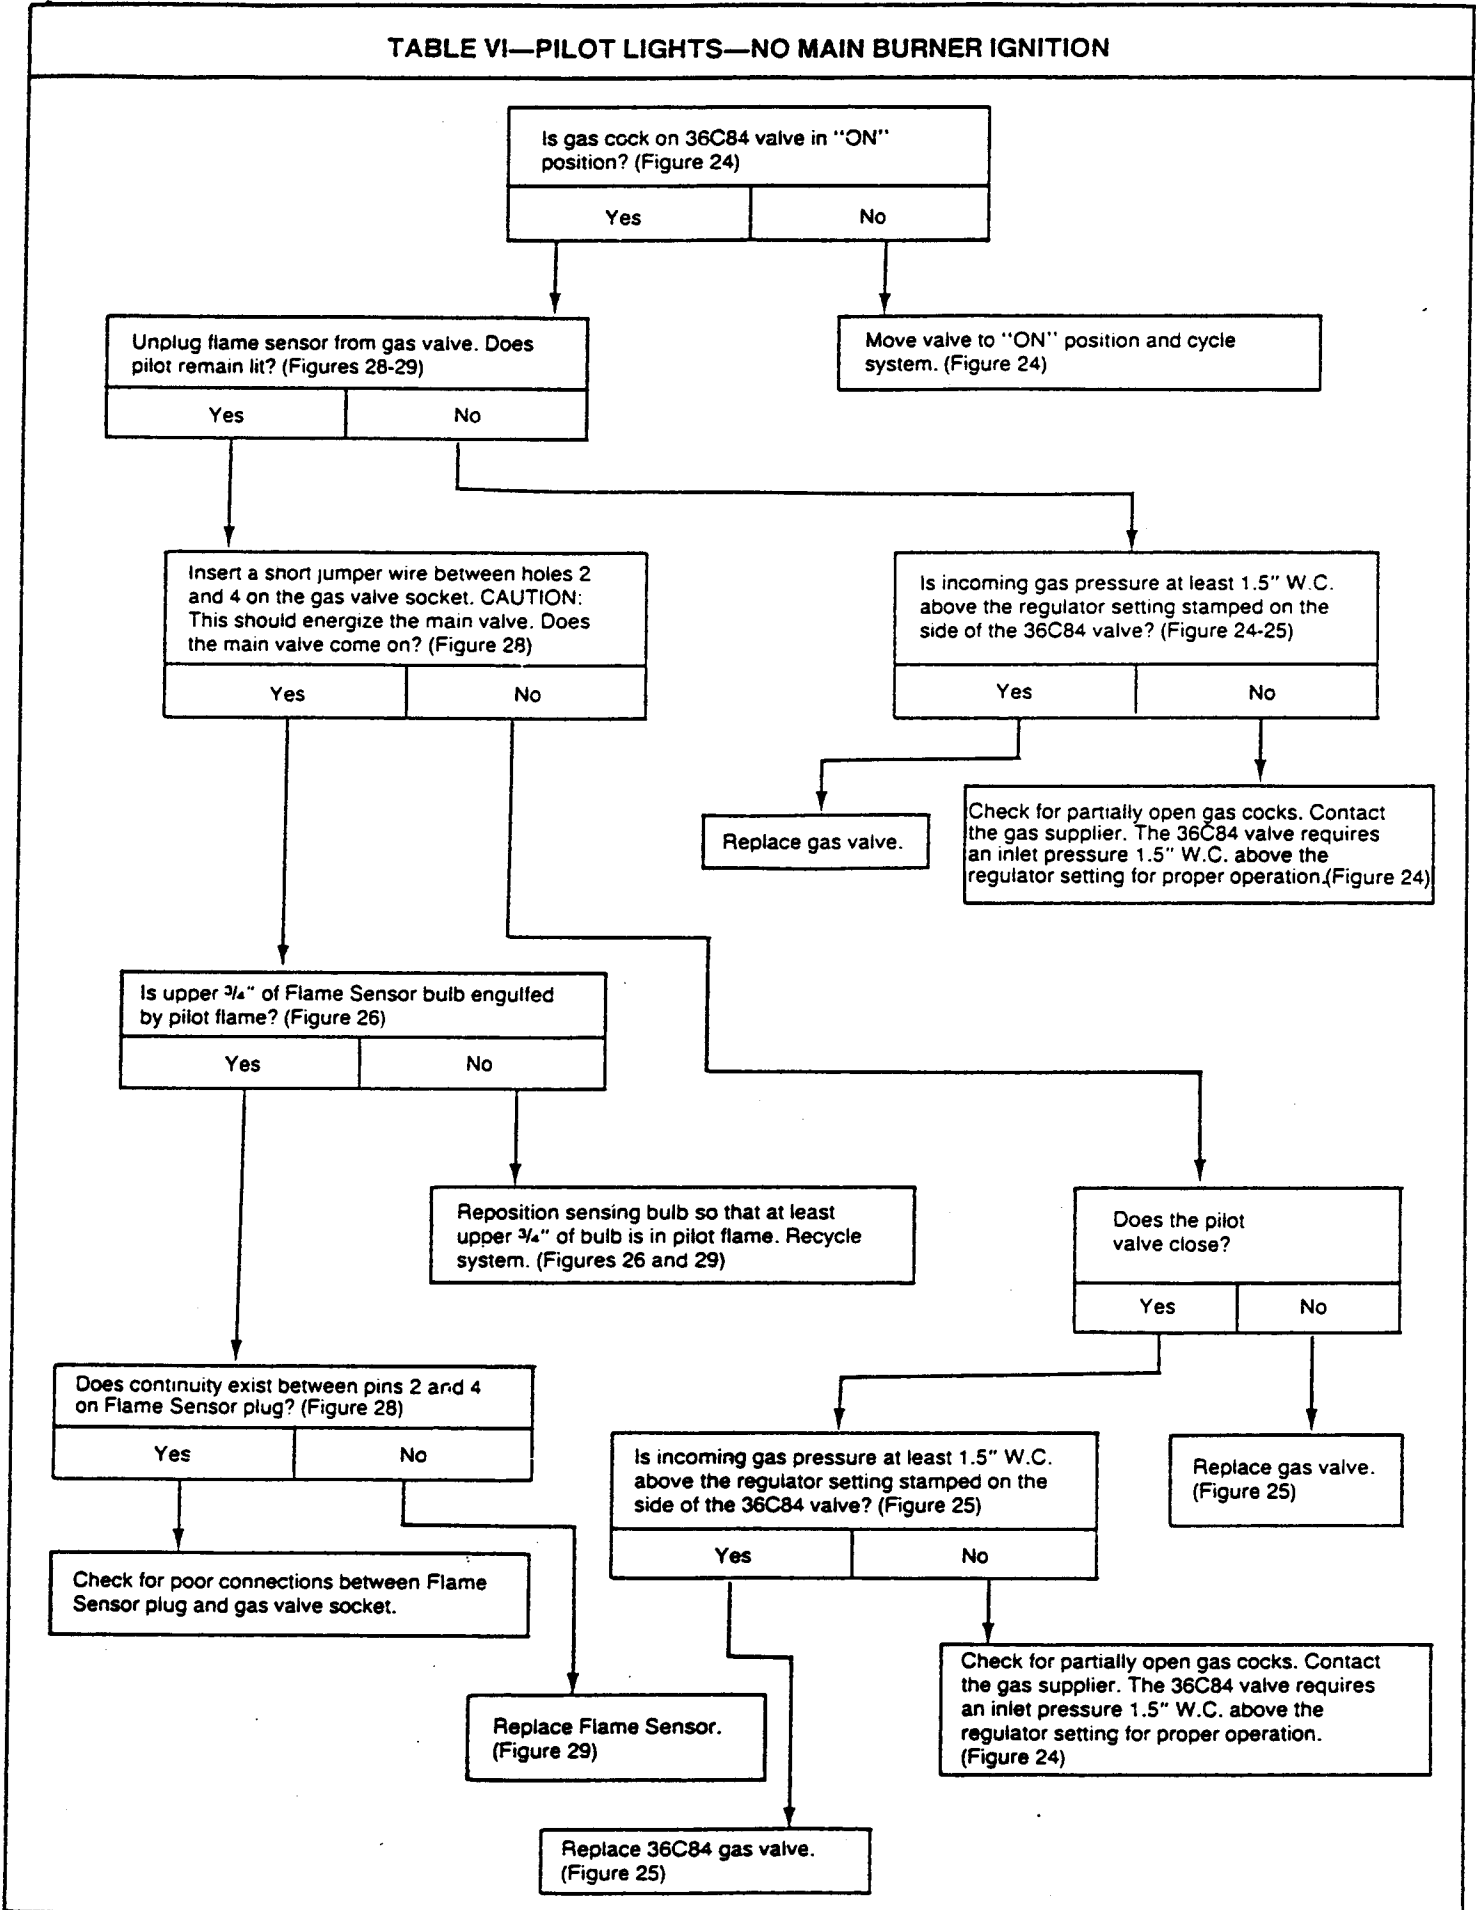 TABLE VI—PILOT LIGHTS—NO MAIN BURNER IGNITION
Is gas cock on 36C84 valve in "ON"
position? (Figure 24)
Yes
No
Unplug flame sensor from gas valve. Does
pilot remain lit? (Figures 28-29)
Yes
No
Move valve to "ON" position and cycle
system. (Figure 24)
Insert a short jumper wire between holes 2
and 4 on the gas valve socket. CAUTION:
This should energize the main valve. Does
the main valve come on? (Figure 28)
Yes
No
Is incoming gas pressure at least 1.5" W.C.
above the regulator setting stamped on the
side of the 36C84 valve? (Figure 24-25)
Yes
No
Replace gas valve.
Check for partially open gas cocks. Contact
the gas supplier. The 36C84 valve requires
an inlet pressure 1.5" W.C. above the
regulator setting for proper operation.(Figure 24)
Is upper 3/4" of Flame Sensor bulb engulfed
by pilot flame? (Figure 26)
Yes
No
Reposition sensing bulb so that at least
upper 3/4" of bulb is in pilot flame. Recycle
system. (Figures 26 and 29)
Does the pilot
valve close?
Yes
No
Does continuity exist between pins 2 and 4
on Flame Sensor plug? (Figure 28)
Yes
No
Is incoming gas pressure at least 1.5" W.C.
above the regulator setting stamped on the
side of the 36C84 valve? (Figure 25)
Yes
No
Replace gas valve.
(Figure 25)
Check for poor connections between Flame
Sensor plug and gas valve socket.
Replace Flame Sensor.
(Figure 29)
Check for partially open gas cocks. Contact
the gas supplier. The 36C84 valve requires
an inlet pressure 1.5" W.C. above the
regulator setting for proper operation.
(Figure 24)
Replace 36C84 gas valve.
(Figure 25)